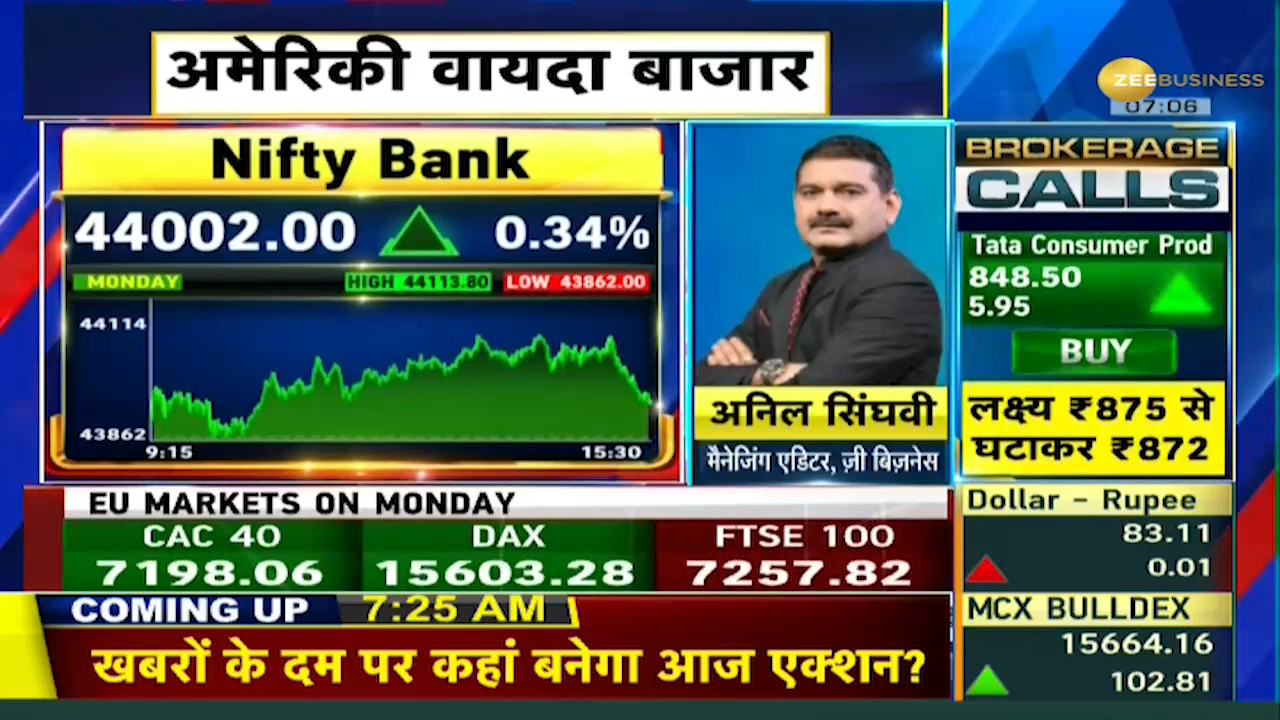 अमेरिकी वायदा बाजार
ZEEBUSINESS
07:06
Nifty Bank
44002.00 0.34%
MONDAY HIGH 44113.80 LOW 43862.00
44114
43862
9:15 15:30
अनिल सिंघवी
मैनेजिंग एडिटर, ज़ी बिज़नेस
BROKERAGE
CALLS
Tata Consumer Prod
848.50
5.95
BUY
लक्ष्य ₹875 से
घटाकर ₹872
EU MARKETS ON MONDAY
CAC 40 DAX FTSE 100
7198.06 15603.28 7257.82
Dollar - Rupee
83.11
0.01
MCX BULLDEX
15664.16
102.81
COMING UP 7:25 AM
खबरों के दम पर कहां बनेगा आज एक्शन?